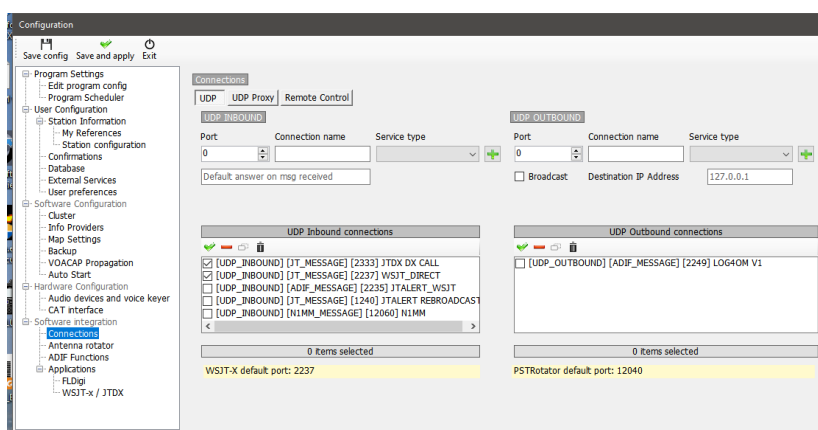 Configuration
Save config Save and apply Exit
Program Settings
Edit program config
Program Scheduler
User Configuration
Station Information
My References
Station configuration
Confirmations
Database
External Services
User preferences
Software Configuration
Cluster
Info Providers
Map Settings
Backup
VOACAP Propagation
Auto Start
Hardware Configuration
Audio devices and voice keyer
CAT interface
Software integration
Connections
Antenna rotator
ADIF Functions
Applications
FLDigi
WSJT-x / JTDX
Connections
UDP UDP Proxy Remote Control
UDP INBOUND
Port Connection name Service type
0
Default answer on msg received
UDP Inbound connections
[UDP_INBOUND] [JT_MESSAGE] [2333] JTDX DX CALL
[UDP_INBOUND] [JT_MESSAGE] [2237] WSJT_DIRECT
[UDP_INBOUND] [ADIF_MESSAGE] [2235] JTALERT_WSJT
[UDP_INBOUND] [JT_MESSAGE] [1240] JTALERT REBROADCAST
[UDP_INBOUND] [N1MM_MESSAGE] [12060] N1MM
0 items selected
WSJT-X default port: 2237
UDP OUTBOUND
Port Connection name Service type
0
Broadcast Destination IP Address 127.0.0.1
UDP Outbound connections
[UDP_OUTBOUND] [ADIF_MESSAGE] [2249] LOG4OM V1
0 items selected
PSTRotator default port: 12040